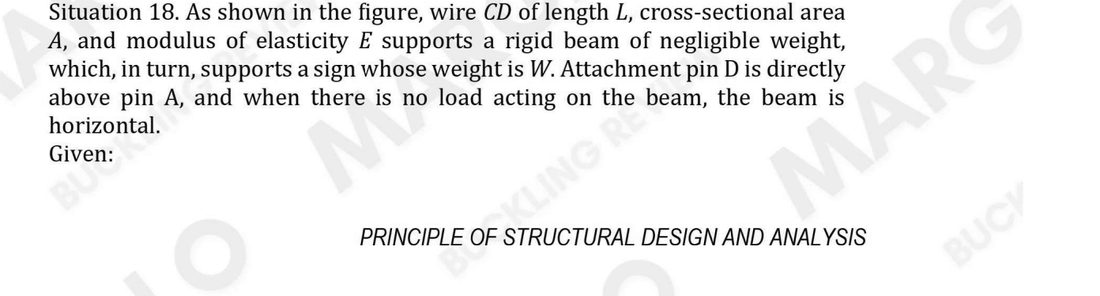 Situation 18. As shown in the figure, wire CD of length L, cross-sectional area
A, and modulus of elasticity E supports a rigid beam of negligible weight,
which, in turn, supports a sign whose weight is W. Attachment pin D is directly
above pin A, and when there is no load acting on the beam, the beam is
horizontal.
Given:
PRINCIPLE OF STRUCTURAL DESIGN AND ANALYSIS